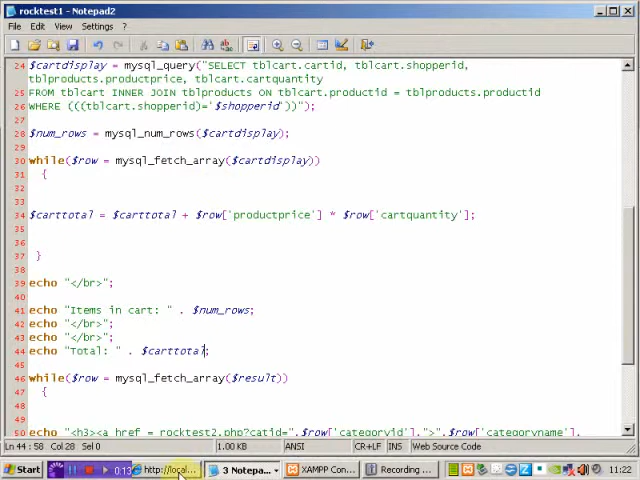 rocktest1 - Notepad2
File Edit View Settings ?
24 $cartdisplay = mysql_query("SELECT tblcart.cartid, tblcart.shopperid,
tblproducts.productprice, tblcart.cartquantity
25 FROM tblcart INNER JOIN tblproducts ON tblcart.productid = tblproducts.productid
26 WHERE (((tblcart.shopperid)='$shopperid'))");
27
28 $num_rows = mysql_num_rows($cartdisplay);
29
30 while($row = mysql_fetch_array($cartdisplay))
31 {
32
33
34 $carttotal = $carttotal + $row['productprice'] * $row['cartquantity'];
35
36
37 }
38
39 echo "</br>";
40
41 echo "Items in cart: " . $num_rows;
42 echo "</br>";
43 echo "</br>";
44 echo "Total: " . $carttotal;
45
46 while($row = mysql_fetch_array($result))
47 {
48
49
50 echo "<h3><a href = rocktest2.php?catid=".$row['categoryid'].">".$row['categoryname'].
Ln 44 : 58 Col 28 Sel 0 1.00 KB ANSI CR+LF INS Web Source Code
Start 0:13 http://local... 3 Notepa... XAMPP Con... Recording ... 11:22